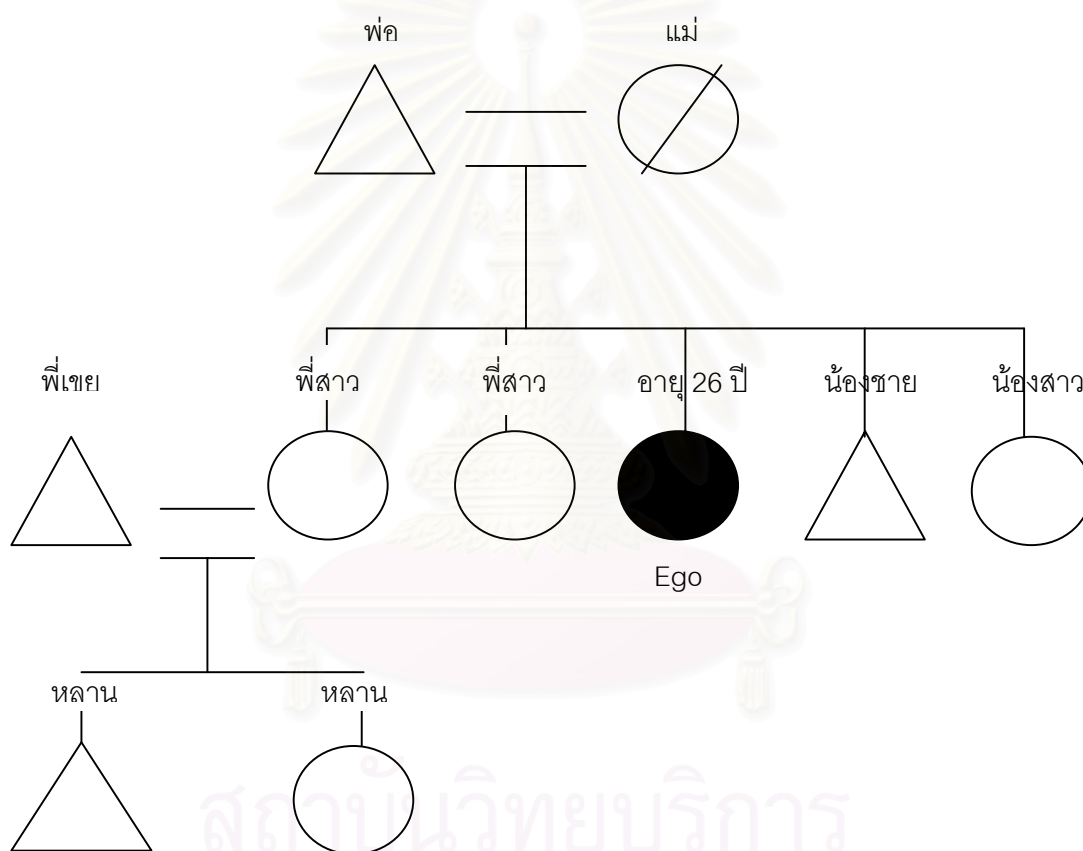 พ่อ แม่
พี่เขย พี่สาว พี่สาว อายุ 26 ปี น้องชาย น้องสาว
Ego
หลาน หลาน
สถาบันวิทยบริการ